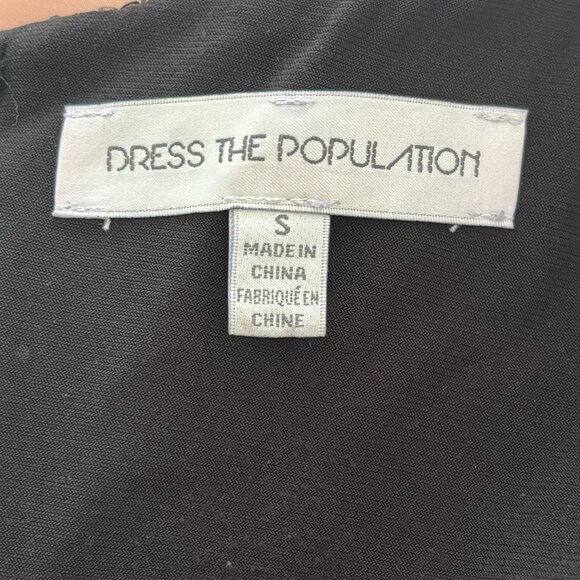 DRESS THE POPULATION
S
MADE IN
CHINA
FABRIQUÉ EN
CHINE